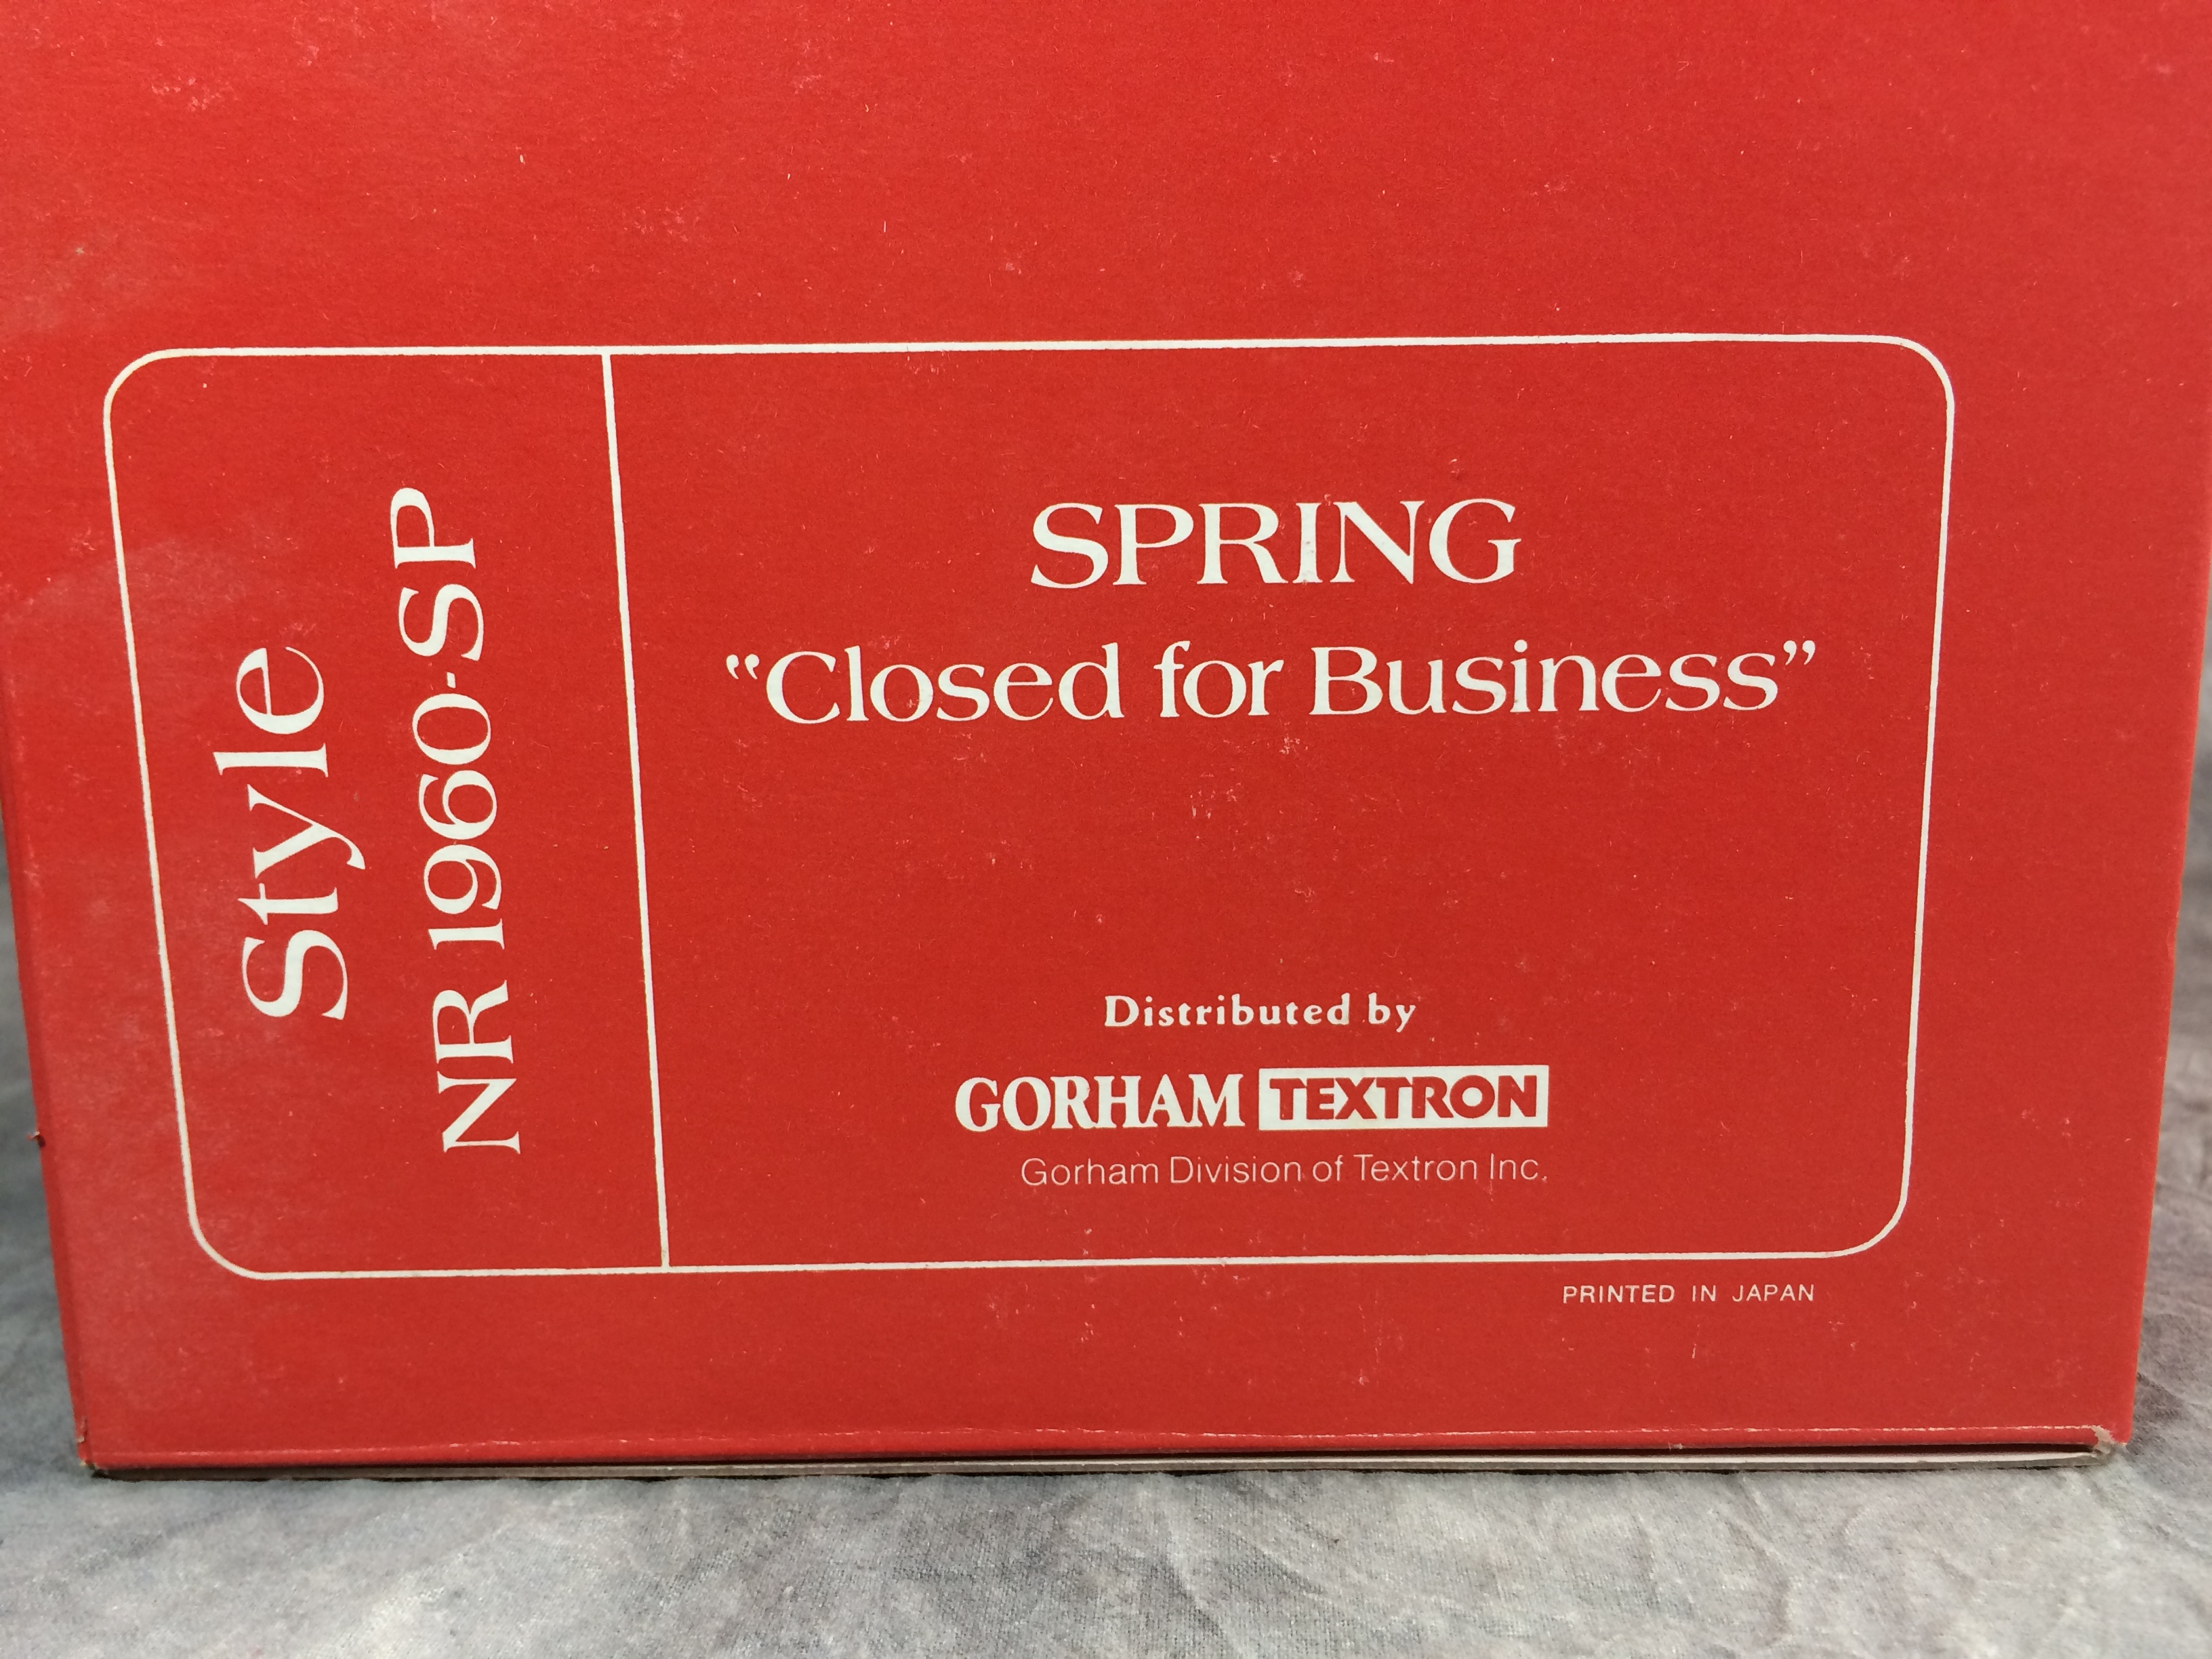 Style
NR 1960-SP
SPRING
“Closed for Business”
Distributed by
GORHAM TEXTRON
Gorham Division of Textron Inc.
PRINTED IN JAPAN